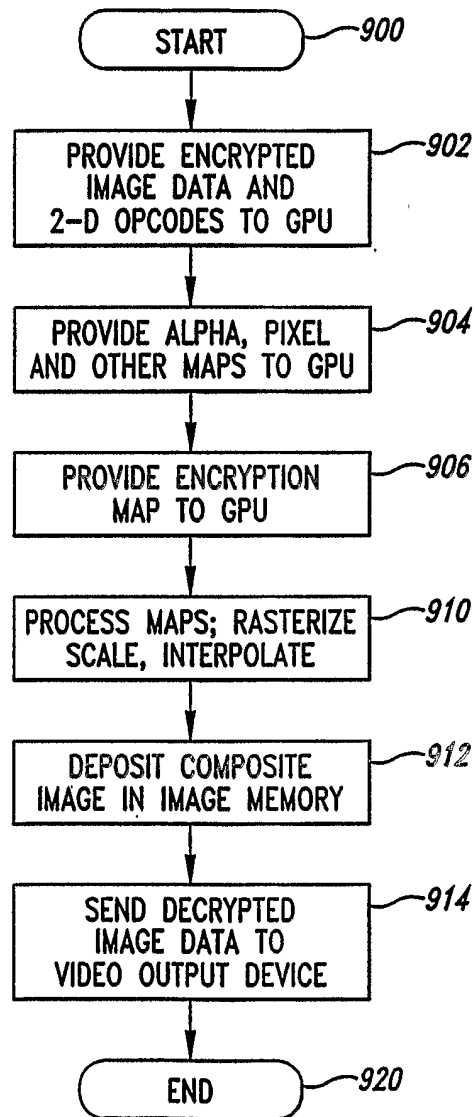 START
900
PROVIDE ENCRYPTED
IMAGE DATA AND
2-D OPCODES TO GPU
902
PROVIDE ALPHA, PIXEL
AND OTHER MAPS TO GPU
904
PROVIDE ENCRYPTION
MAP TO GPU
906
PROCESS MAPS; RASTERIZE
SCALE, INTERPOLATE
910
DEPOSIT COMPOSITE
IMAGE IN IMAGE MEMORY
912
SEND DECRYPTED
IMAGE DATA TO
VIDEO OUTPUT DEVICE
914
END
920